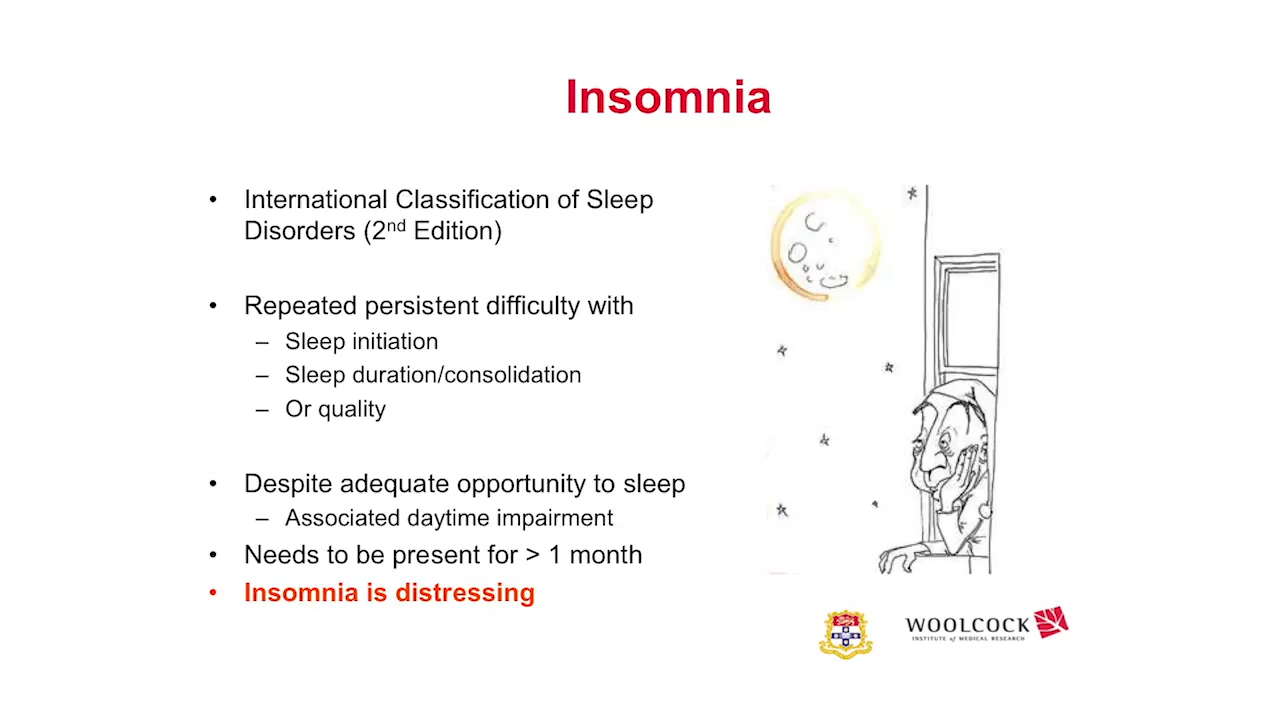 Insomnia
• International Classification of Sleep
Disorders (2nd Edition)
• Repeated persistent difficulty with
– Sleep initiation
– Sleep duration/consolidation
– Or quality
• Despite adequate opportunity to sleep
– Associated daytime impairment
• Needs to be present for > 1 month
• Insomnia is distressing
WOOLCOCK
INSTITUTE of MEDICAL RESEARCH